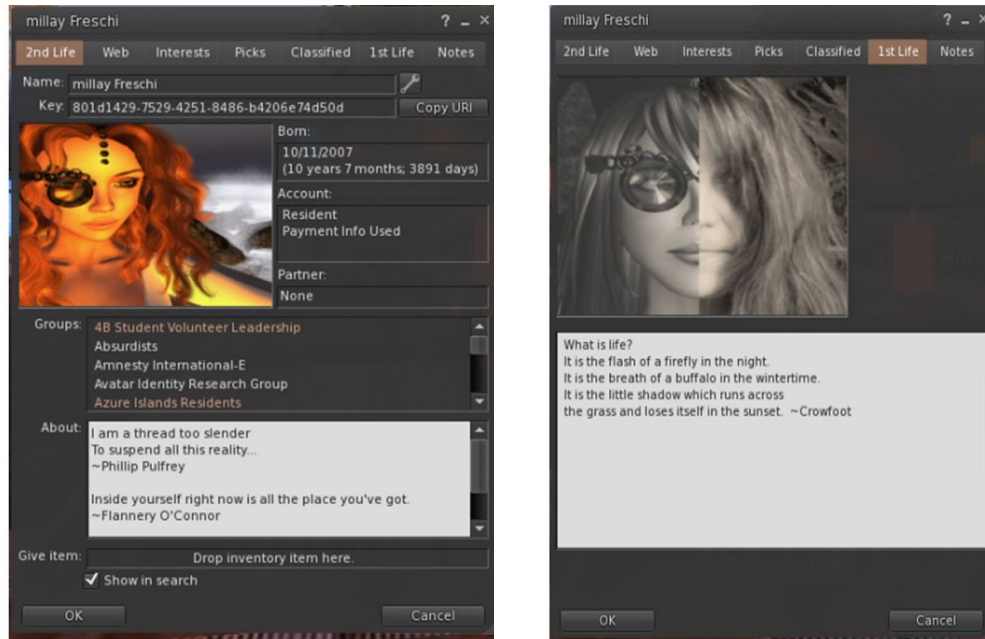 millay Freschi
2nd Life Web Interests Picks Classified 1st Life Notes
Name: millay Freschi
Key: 801d1429-7529-4251-8486-b4206e74d50d Copy URI
Born:
10/11/2007
(10 years 7 months; 3891 days)
Account:
Resident
Payment Info Used
Partner:
None
Groups:
4B Student Volunteer Leadership
Absurdists
Amnesty International-E
Avatar Identity Research Group
Azure Islands Residents
About:
I am a thread too slender
To suspend all this reality...
~Phillip Pulfrey
Inside yourself right now is all the place you've got.
~Flannery O'Connor
Give item: Drop inventory item here.
Show in search
OK Cancel
millay Freschi
2nd Life Web Interests Picks Classified 1st Life Notes
What is life?
It is the flash of a firefly in the night.
It is the breath of a buffalo in the wintertime.
It is the little shadow which runs across
the grass and loses itself in the sunset. ~Crowfoot
OK Cancel